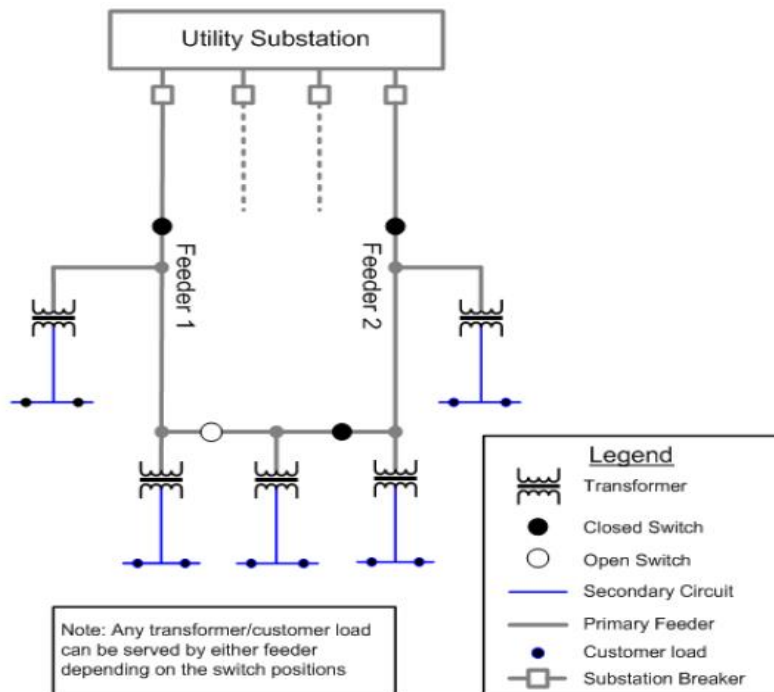 Utility Substation
Feeder 1
Feeder 2
Legend
Transformer
Closed Switch
Open Switch
Secondary Circuit
Primary Feeder
Customer load
Substation Breaker
Note: Any transformer/customer load
can be served by either feeder
depending on the switch positions